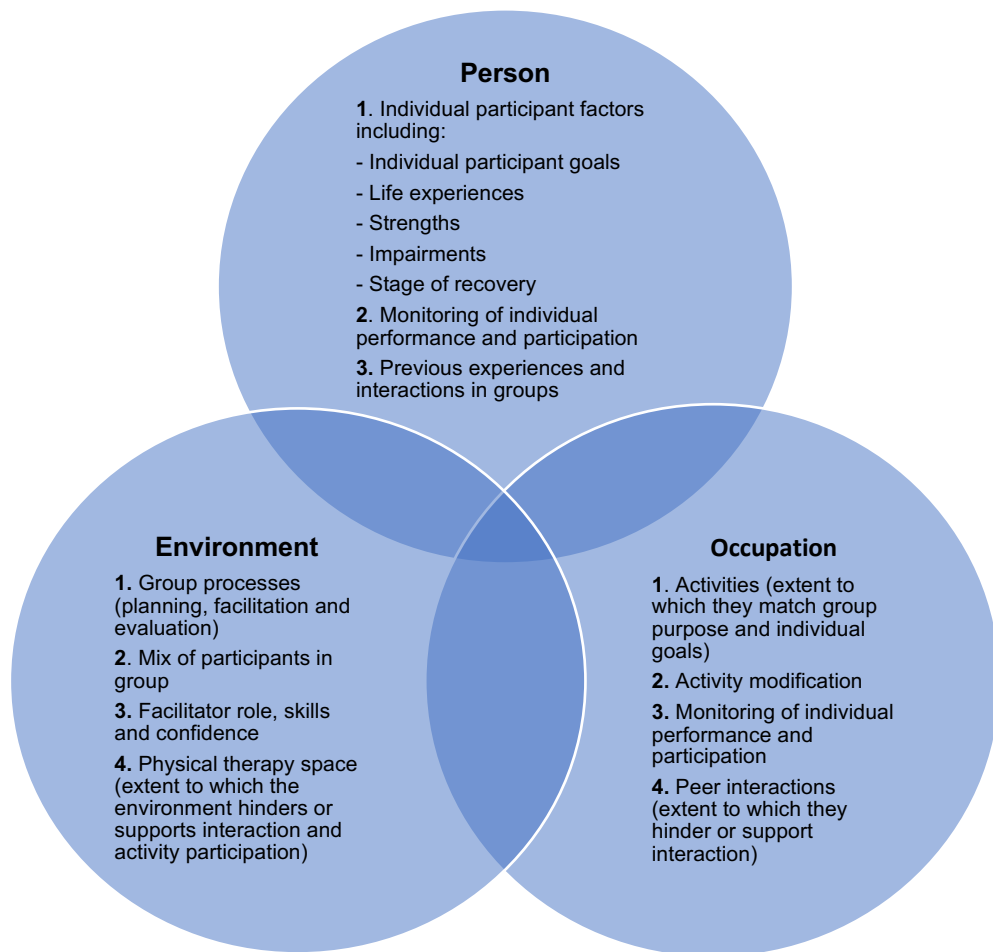 Person
1. Individual participant factors
including:
- Individual participant goals
- Life experiences
- Strengths
- Impairments
- Stage of recovery
2. Monitoring of individual
performance and participation
3. Previous experiences and
interactions in groups
Environment
1. Group processes
(planning, facilitation and
evaluation)
2. Mix of participants in
group
3. Facilitator role, skills
and confidence
4. Physical therapy space
(extent to which the
environment hinders or
supports interaction and
activity participation)
Occupation
1. Activities (extent to
which they match group
purpose and individual
goals)
2. Activity modification
3. Monitoring of individual
performance and
participation
4. Peer interactions
(extent to which they
hinder or support
interaction)